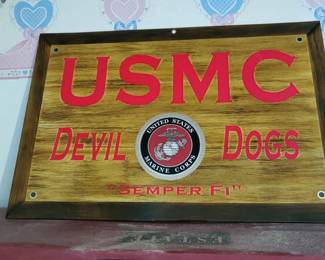 USMC
DEVIL DOGS
UNITED STATES
MARINE CORPS
"SEMPER FI"